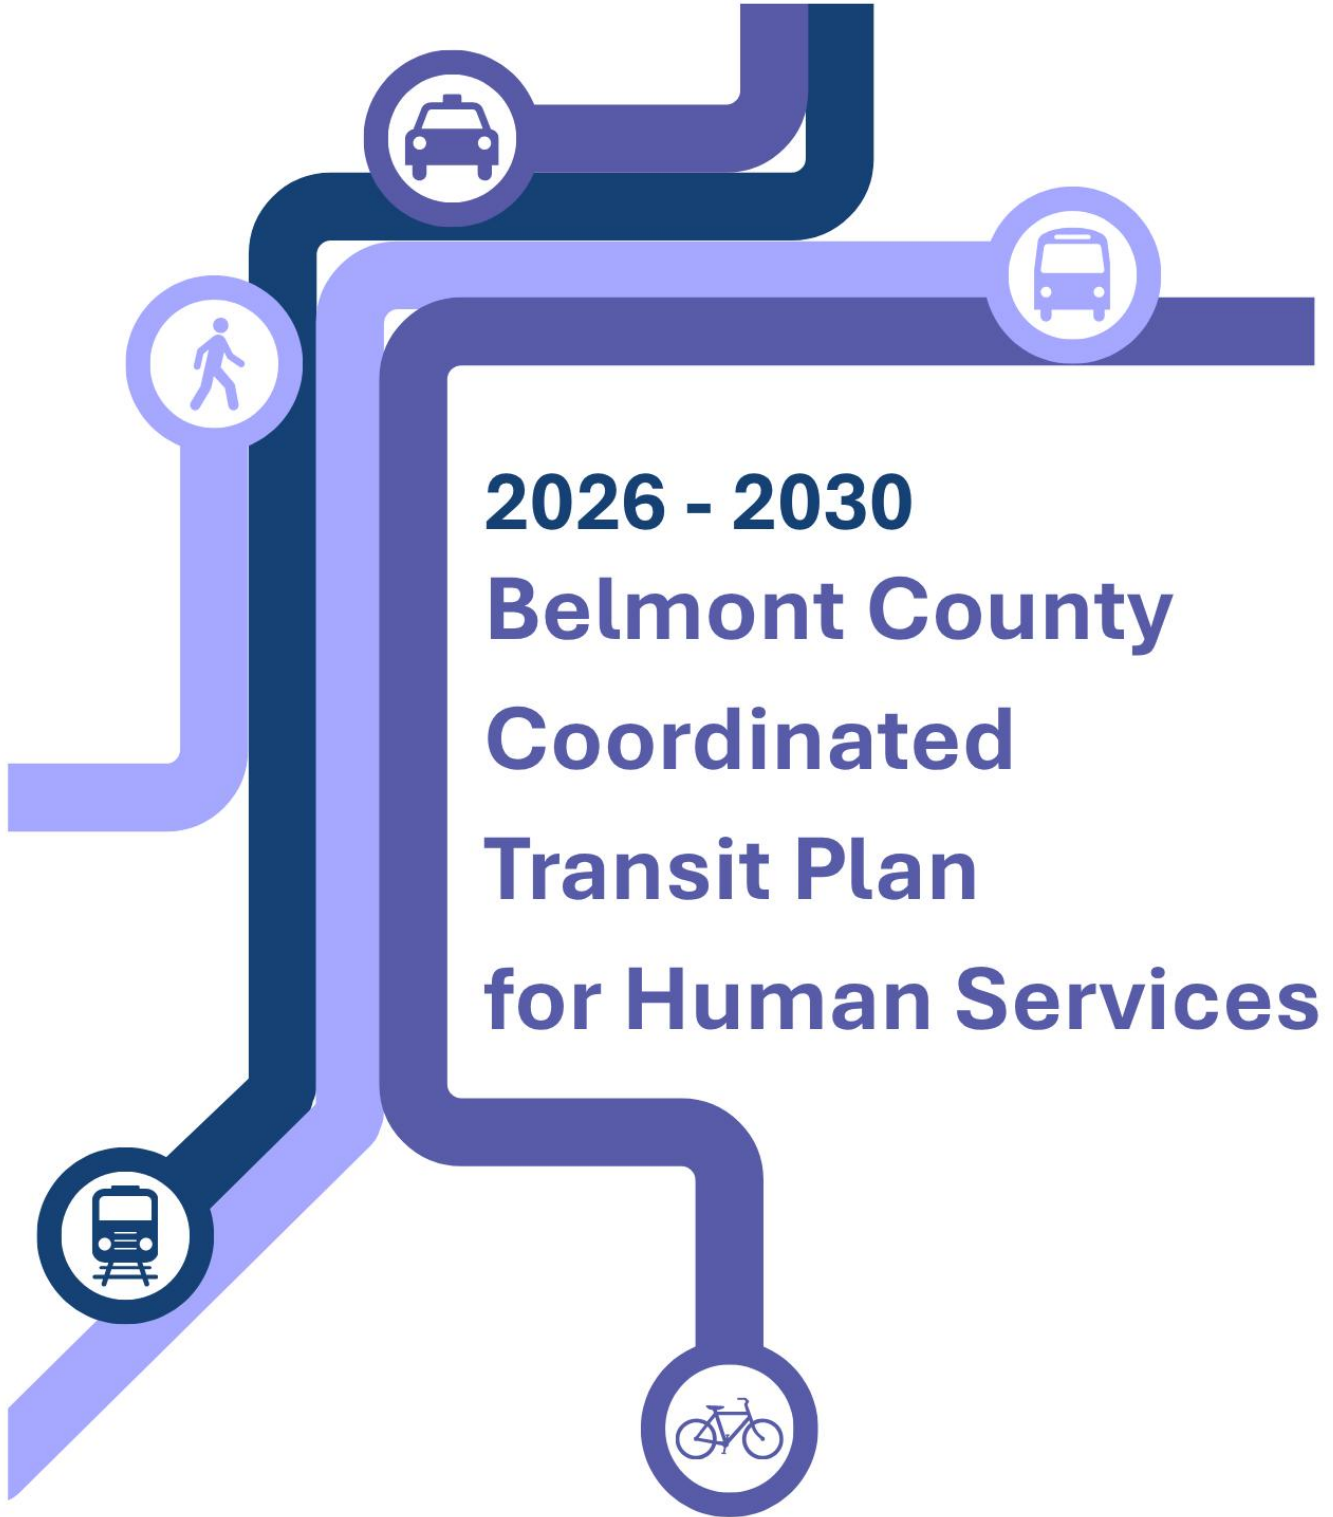 2026 - 2030
Belmont County
Coordinated
Transit Plan
for Human Services